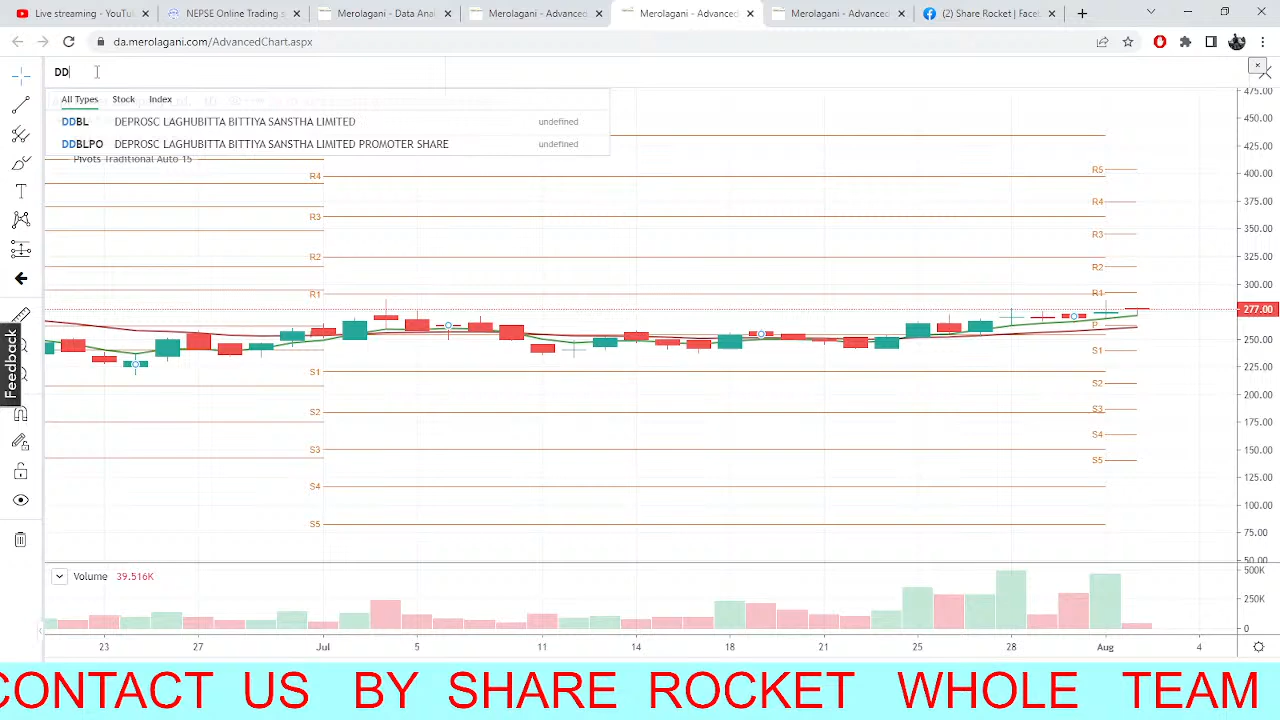 Live streaming - YouTu
NEPSE Online Trading s
Merolagani - Data Anal
Merolagani - Advanced
Merolagani - Advanced
Merolagani - Advanced
(2) Share Rocket | Face
da.merolagani.com/AdvancedChart.aspx
DD
All Types Stock Index
DDBL DEPROSC LAGHUBITTA BITTIYA SANSTHA LIMITED undefined
DDBLPO DEPROSC LAGHUBITTA BITTIYA SANSTHA LIMITED PROMOTER SHARE undefined
Pivots Traditional Auto 15
R4
R3
R2
R1
S1
S2
S3
S4
S5
R5
R4
R3
R2
R1
P
S1
S2
S3
S4
S5
475.00
450.00
425.00
400.00
375.00
350.00
325.00
300.00
277.00
250.00
225.00
200.00
175.00
150.00
125.00
100.00
75.00
50.00
Feedback
Volume 39.516K
500K
250K
0
23 27 Jul 5 11 14 18 21 25 28 Aug 4
CONTACT US BY SHARE ROCKET WHOLE TEAM